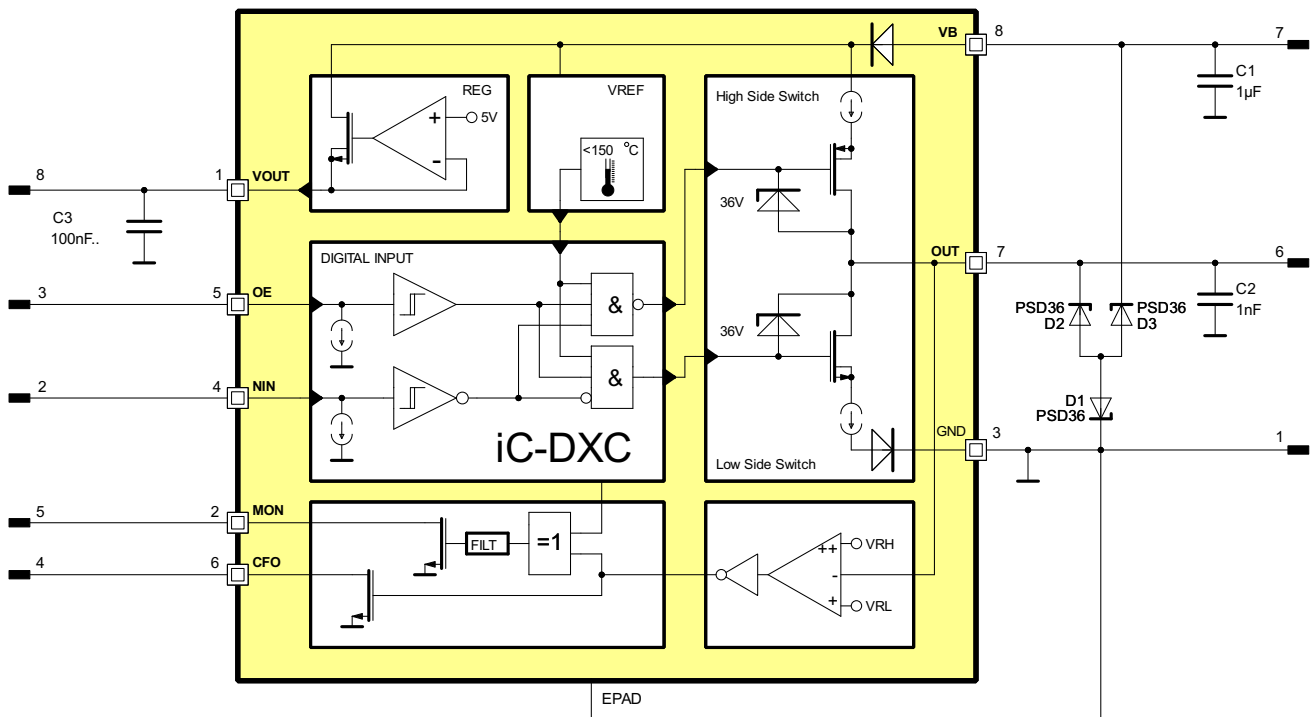 VB
8
7
REG
VREF
High Side Switch
C1
1µF
5V
+
-
<150 °C
8
1
VOUT
36V
C3
100nF..
DIGITAL INPUT
OUT
7
6
3
5
OE
&
C2
1nF
PSD36
D2
PSD36
D3
36V
2
4
NIN
&
D1
PSD36
iC-DXC
GND
3
1
Low Side Switch
5
2
MON
FILT
=1
++
VRH
4
6
CFO
-
+
VRL
EPAD